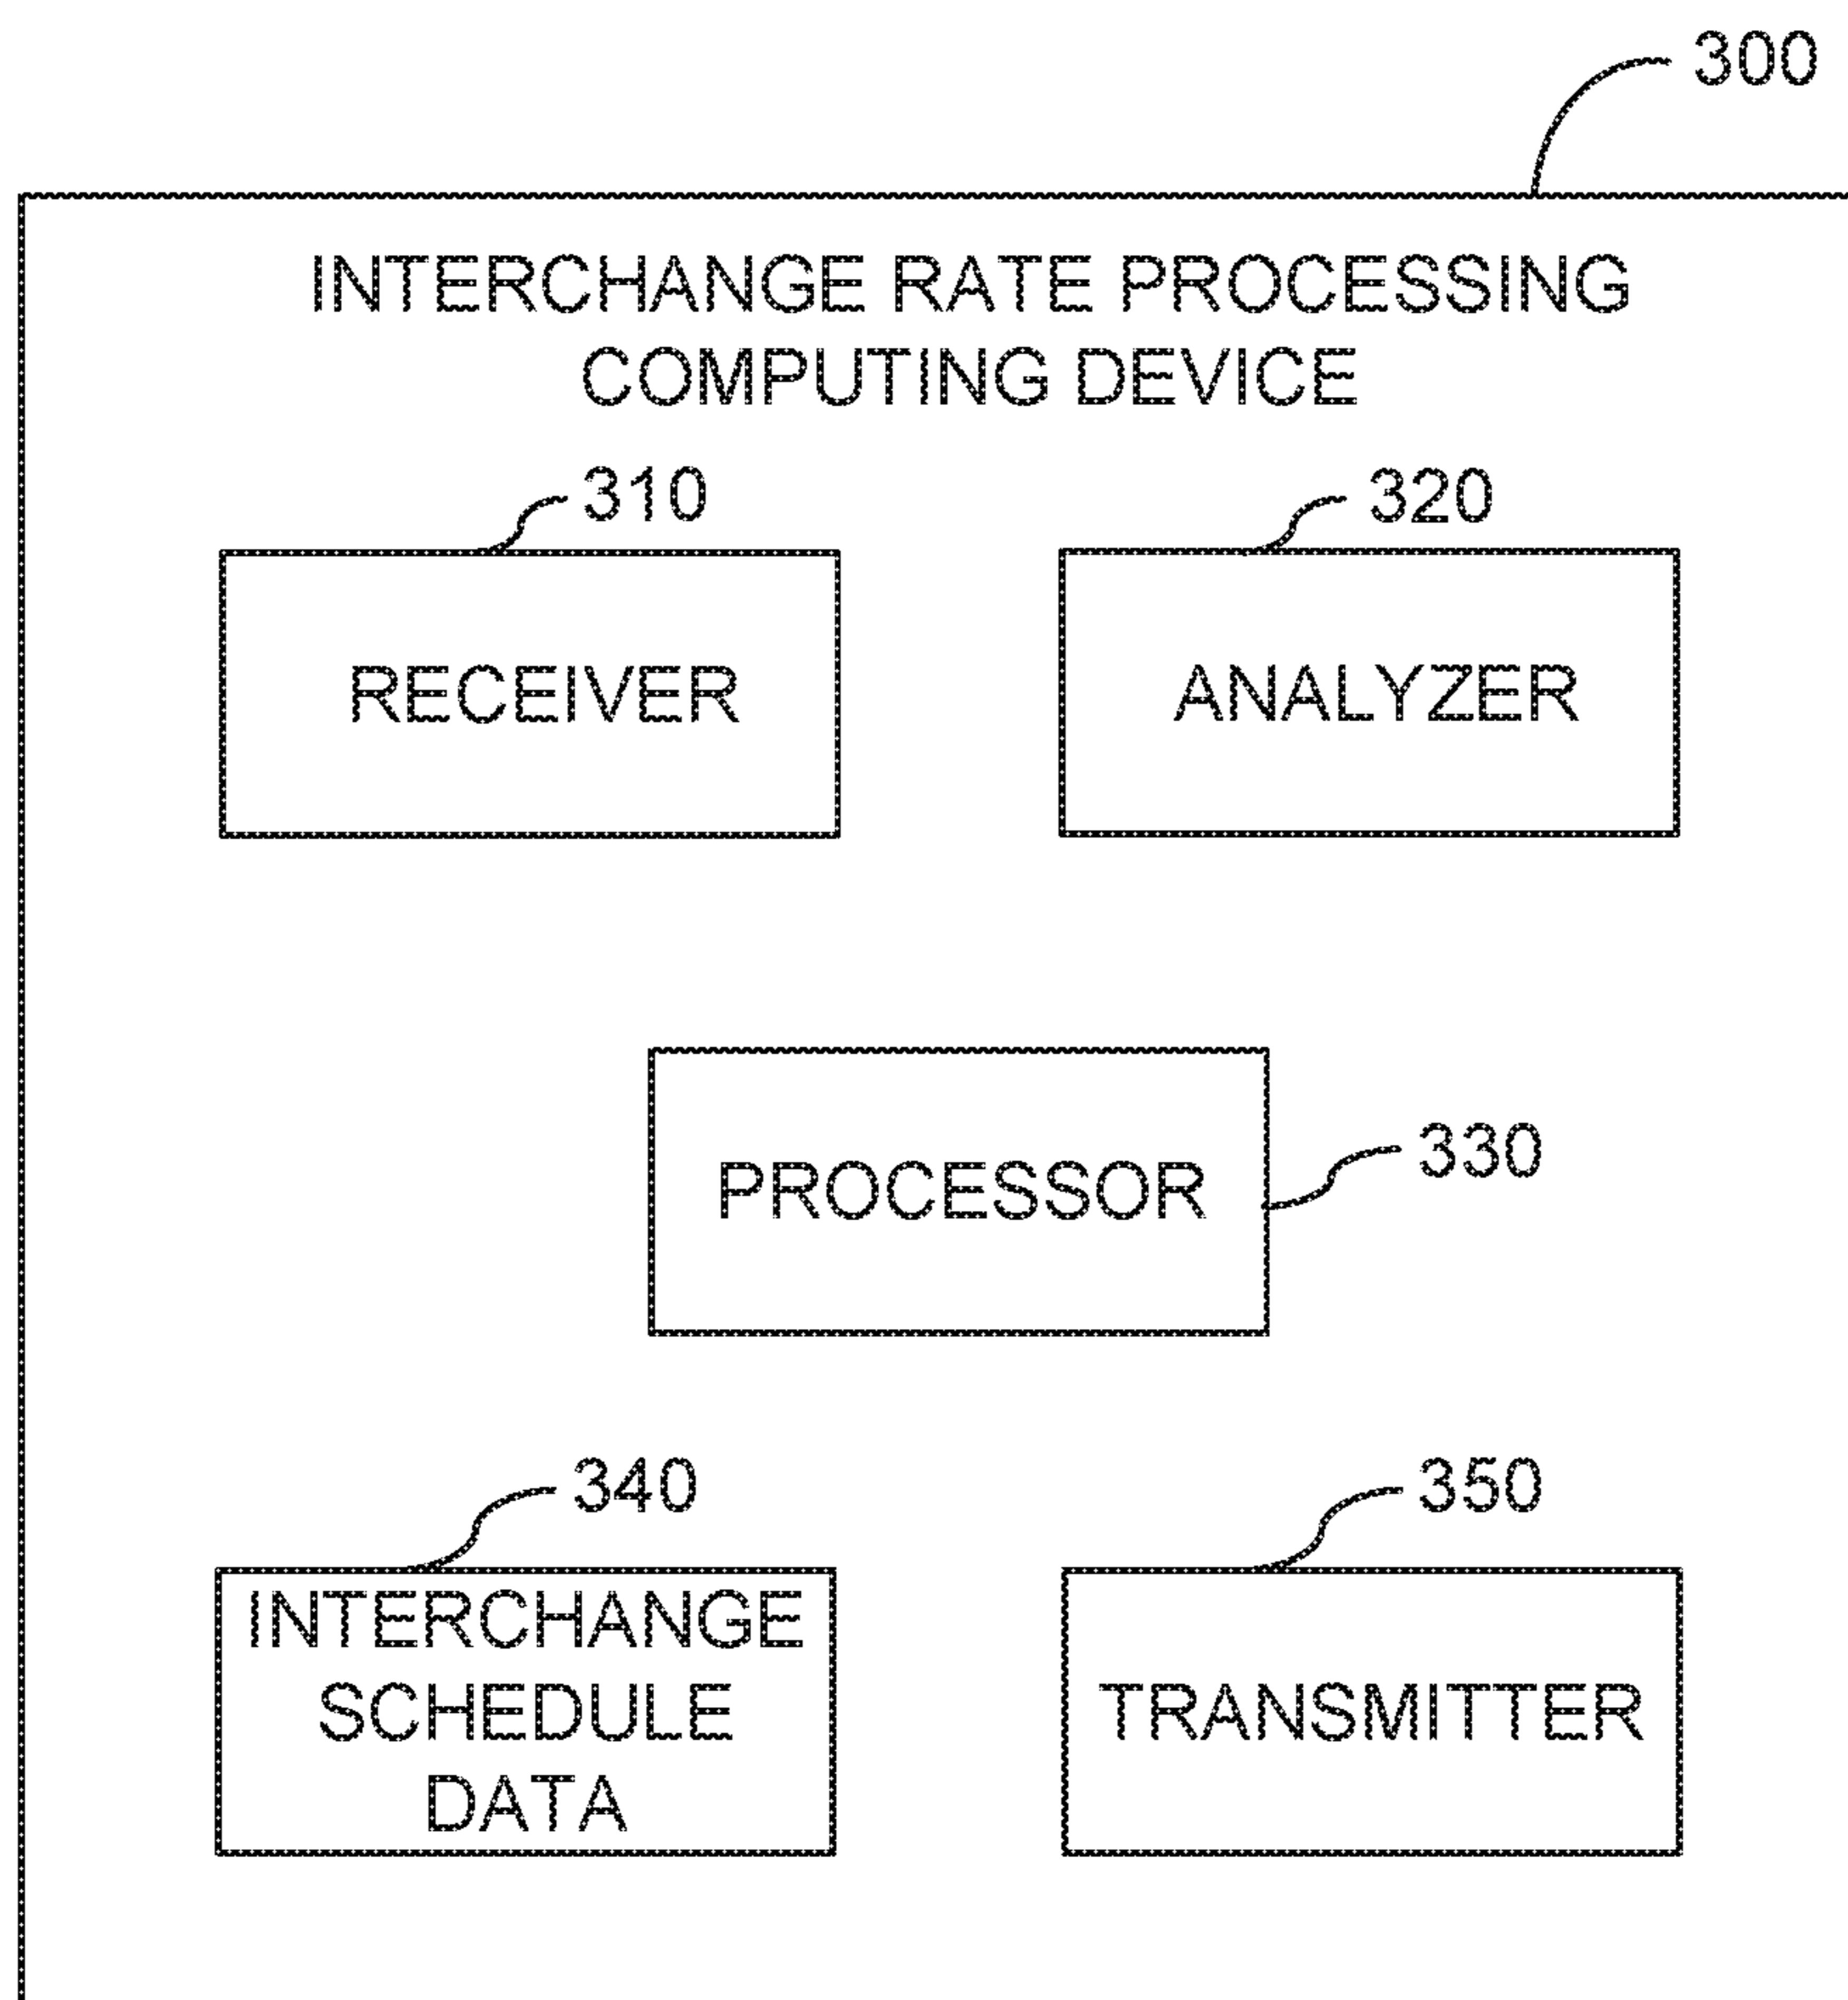 300
INTERCHANGE RATE PROCESSING
COMPUTING DEVICE
310
320
RECEIVER
ANALYZER
PROCESSOR
330
340
350
INTERCHANGE
SCHEDULE
DATA
TRANSMITTER